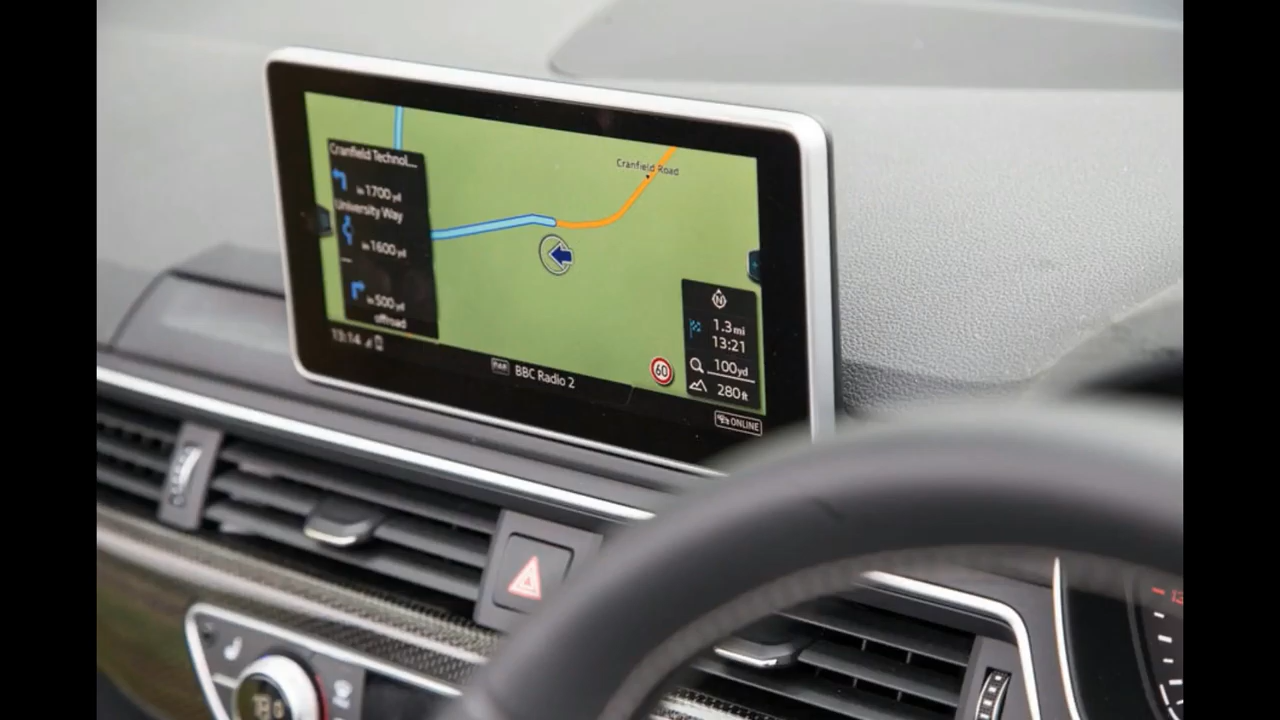 Cranfield Technol...
in 1700 yd
University Way
in 1600 yd
in 500 yd
offroad
13:14
Cranfield Road
N
1.3 mi
13:21
100 yd
280 ft
60
BBC Radio 2
ONLINE